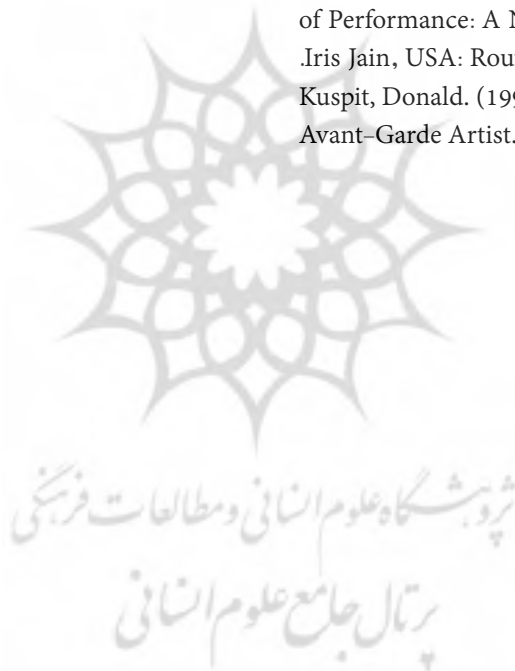 of Performance: A N
.Iris Jain, USA: Rou
Kuspit, Donald. (199
Avant–Garde Artist.
پژوهشگاه علوم انسانی و مطالعات فرهنگی
پرتال جامع علوم انسانی